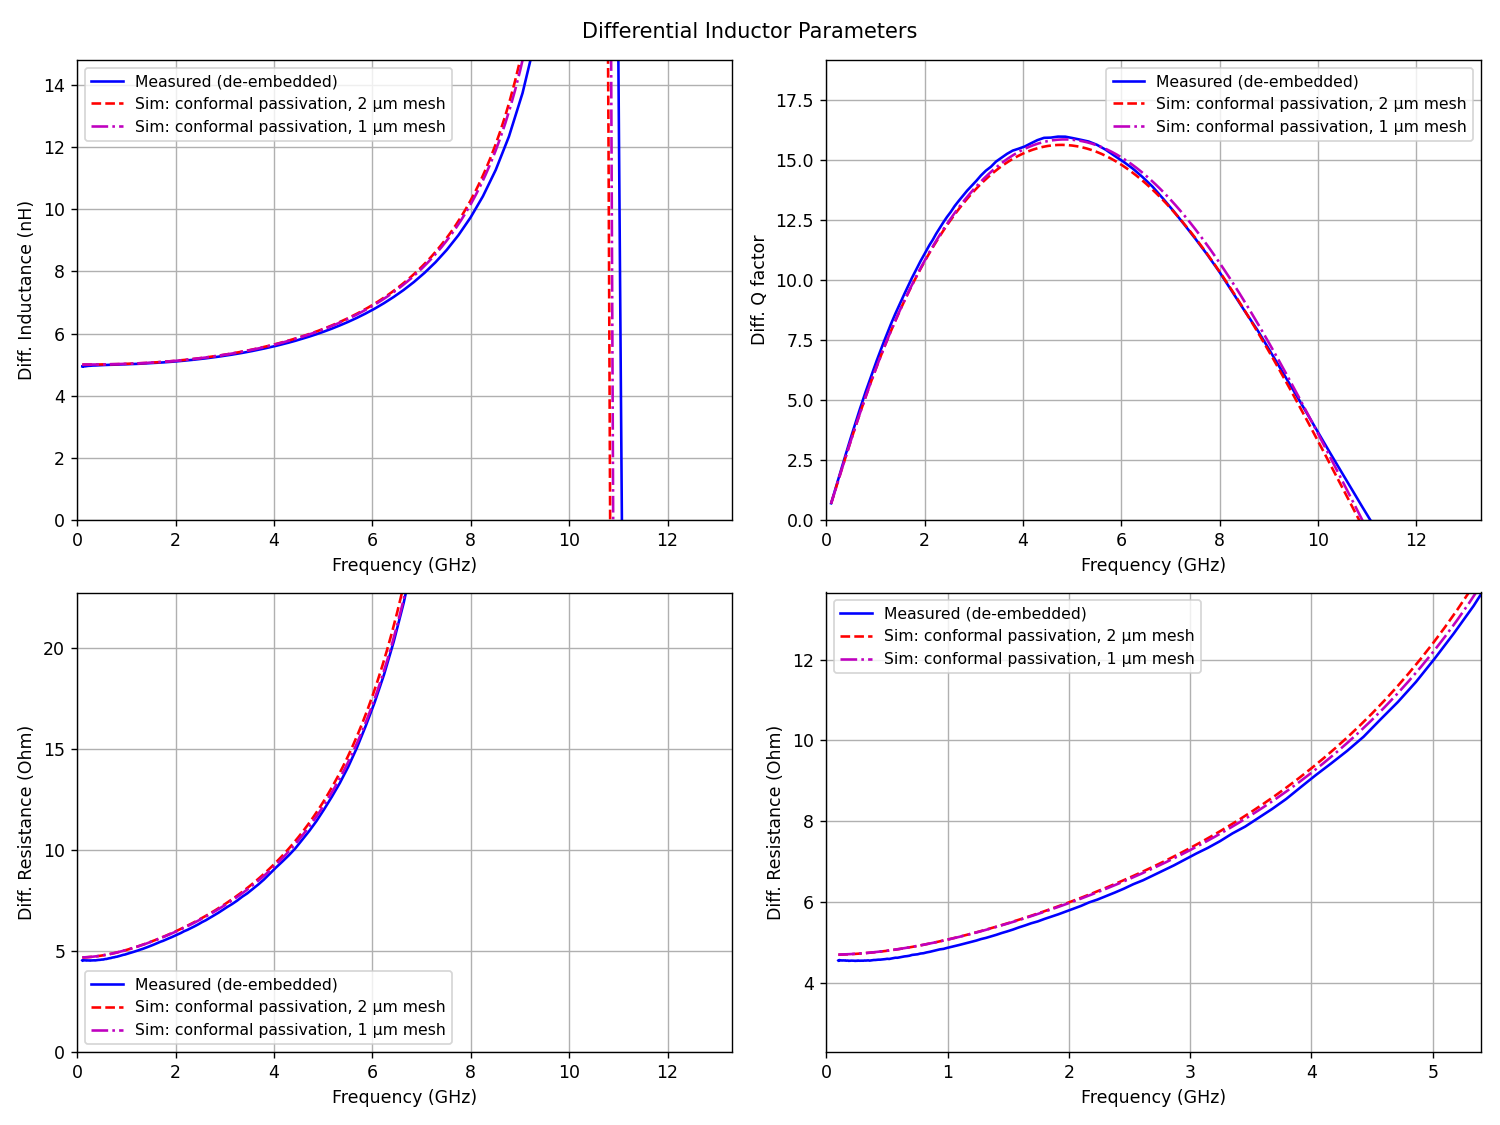 Differential Inductor Parameters
Diff. Inductance (nH)
14
12
10
8
6
4
2
0
Measured (de-embedded)
Sim: conformal passivation, 2 µm mesh
Sim: conformal passivation, 1 µm mesh
0 2 4 6 8 10 12
Frequency (GHz)
Diff. Q factor
17.5
15.0
12.5
10.0
7.5
5.0
2.5
0.0
Measured (de-embedded)
Sim: conformal passivation, 2 µm mesh
Sim: conformal passivation, 1 µm mesh
0 2 4 6 8 10 12
Frequency (GHz)
Diff. Resistance (Ohm)
20
15
10
5
0
Measured (de-embedded)
Sim: conformal passivation, 2 µm mesh
Sim: conformal passivation, 1 µm mesh
0 2 4 6 8 10 12
Frequency (GHz)
Diff. Resistance (Ohm)
12
10
8
6
4
Measured (de-embedded)
Sim: conformal passivation, 2 µm mesh
Sim: conformal passivation, 1 µm mesh
0 1 2 3 4 5
Frequency (GHz)